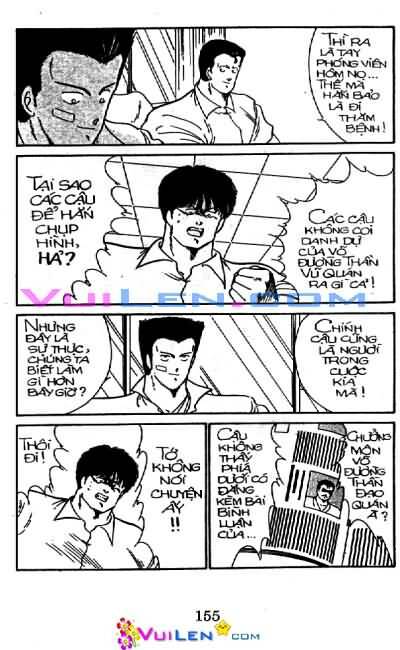 THÌ RA
LÀ TAY
PHÓNG VIÊN
HÔM NỌ...
THẾ MÀ
HẮN BẢO
LÀ ĐI
THĂM
BỆNH!
CÁC CẬU
KHÔNG COI
DANH DỰ
CỦA VÕ
ĐƯỜNG THẦN
VŨ QUÁN
RA GÌ CẢ!
TẠI SAO
CÁC CẬU
ĐỂ HẮN
CHỤP
HÌNH,
HẢ?
VUILEN.COM
CHÍNH
CẬU CŨNG
LÀ NGƯỜI
TRONG
CUỘC
KIA
MÀ!
NHƯNG
ĐÂY LÀ
SỰ THỰC,
CHÚNG TA
BIẾT LÀM
GÌ HƠN
BÂY GIỜ?
CHƯỞNG
MÔN
VÕ
ĐƯỜNG
THẦN
ĐẠO
QUÁN
À?
CẬU
KHÔNG
THẤY
PHÍA
DƯỚI CÓ
ĐĂNG
KÈM BÀI
BÌNH
LUẬN
CỦA...
TỚ
KHÔNG
NÓI
CHUYỆN
ẤY
!!
THÔI
ĐI!
155
VUILEN.COM